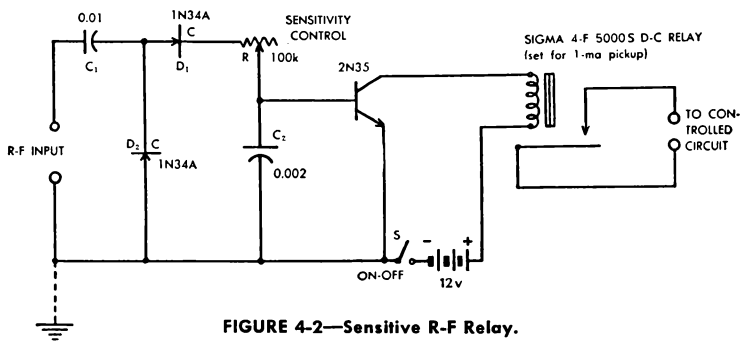 0.01
C₁
1N34A
C
D₁
SENSITIVITY
CONTROL
R
100k
2N35
SIGMA 4-F 5000 S D-C RELAY
(set for 1-ma pickup)
TO CON-
TROLLED
CIRCUIT
R-F INPUT
D₂ C
1N34A
C₂
0.002
S
ON-OFF
- +
12v
FIGURE 4-2—Sensitive R-F Relay.